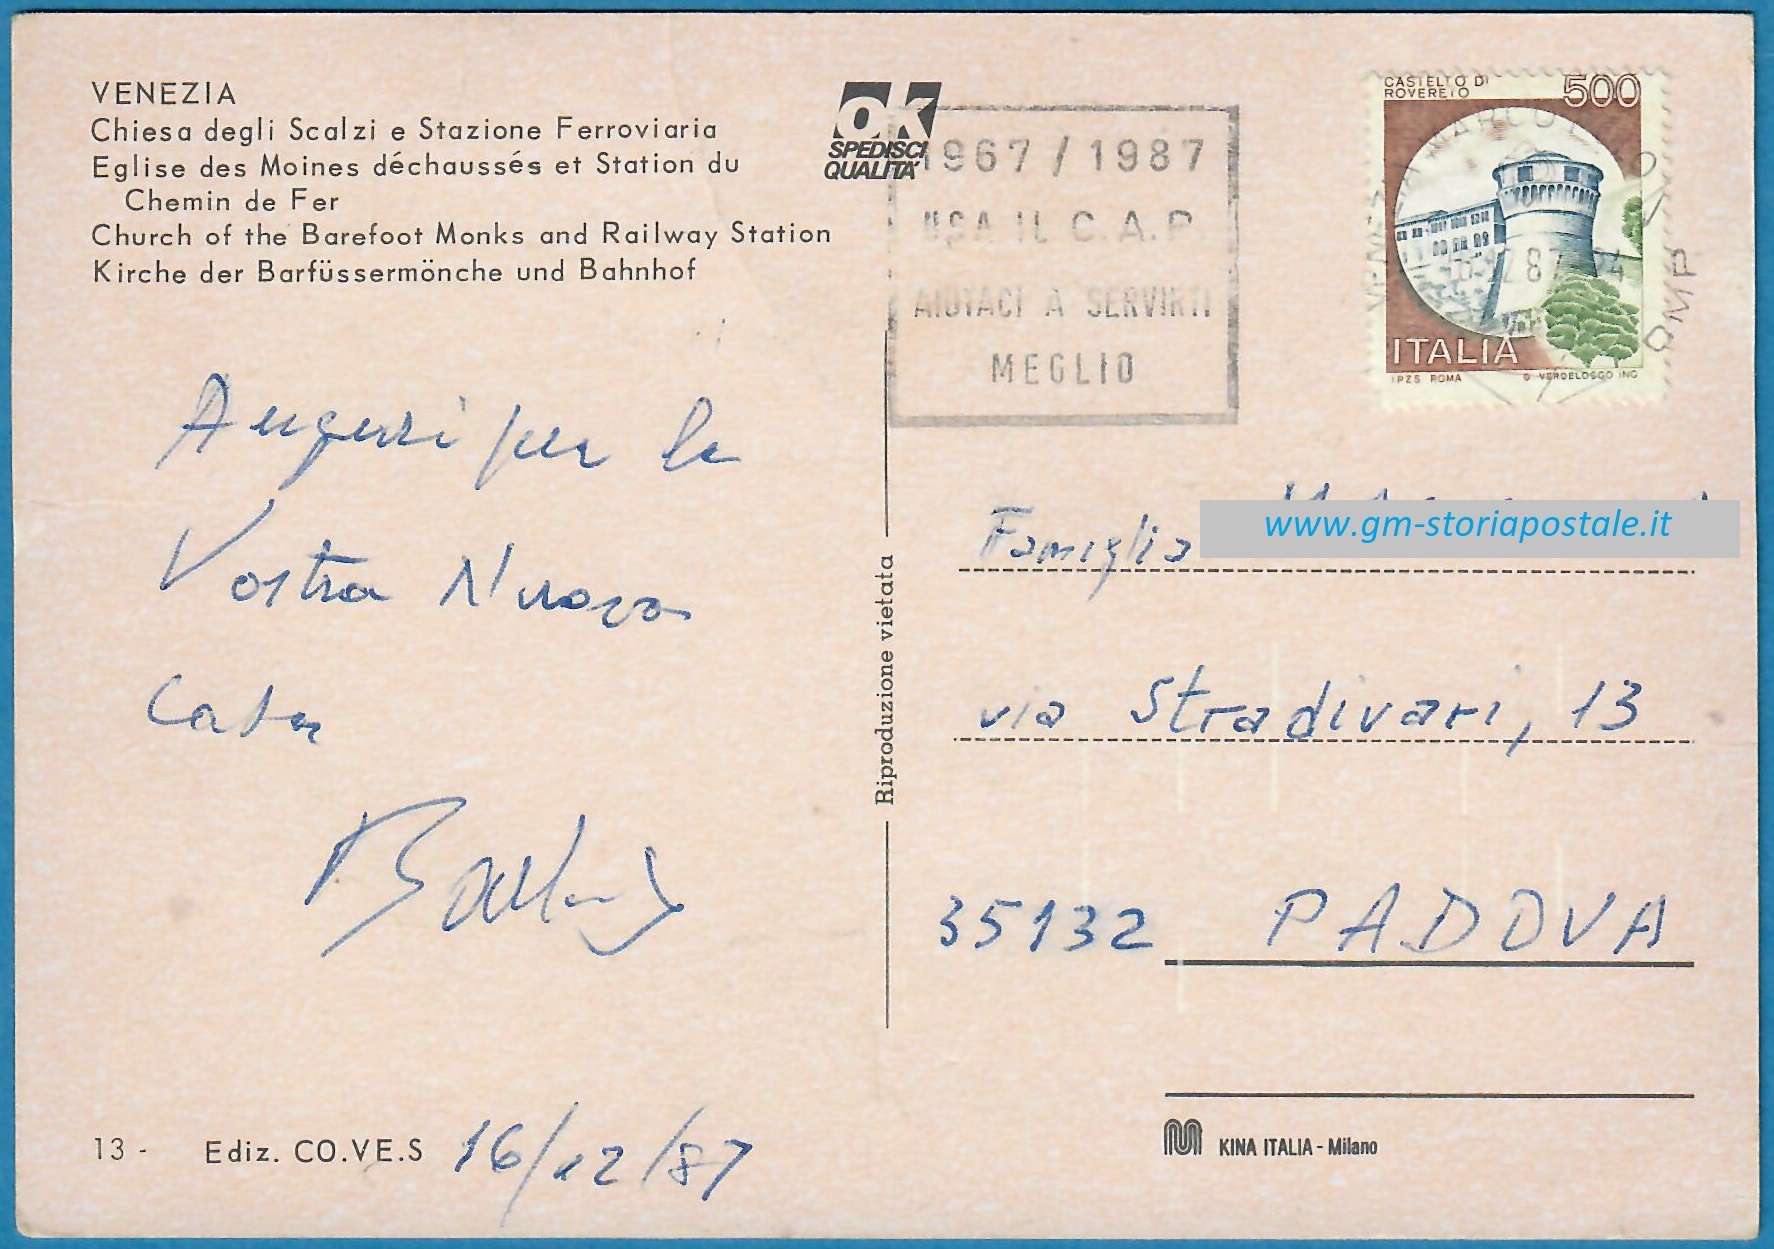 VENEZIA
Chiesa degli Scalzi e Stazione Ferroviaria
Eglise des Moines déchaussés et Station du
Chemin de Fer
Church of the Barefoot Monks and Railway Station
Kirche der Barfüssermönche und Bahnhof
OK
SPEDISCI
QUALITA'
1967/1987
USA IL C.A.P.
AIUTACI A SERVIRTI
MEGLIO
CASTELLO DI
ROVERETO
500
ITALIA
IPZS ROMA
G VERDELOCCO INC
87
Auguri per la
Vostra Nuova
Casa
Riproduzione vietata
Famiglia
www.gm-storiapostale.it
via Stradivari, 13
35132 PADOVA
13 -
Ediz. CO.VE.S
16/12/87
KINA ITALIA - Milano